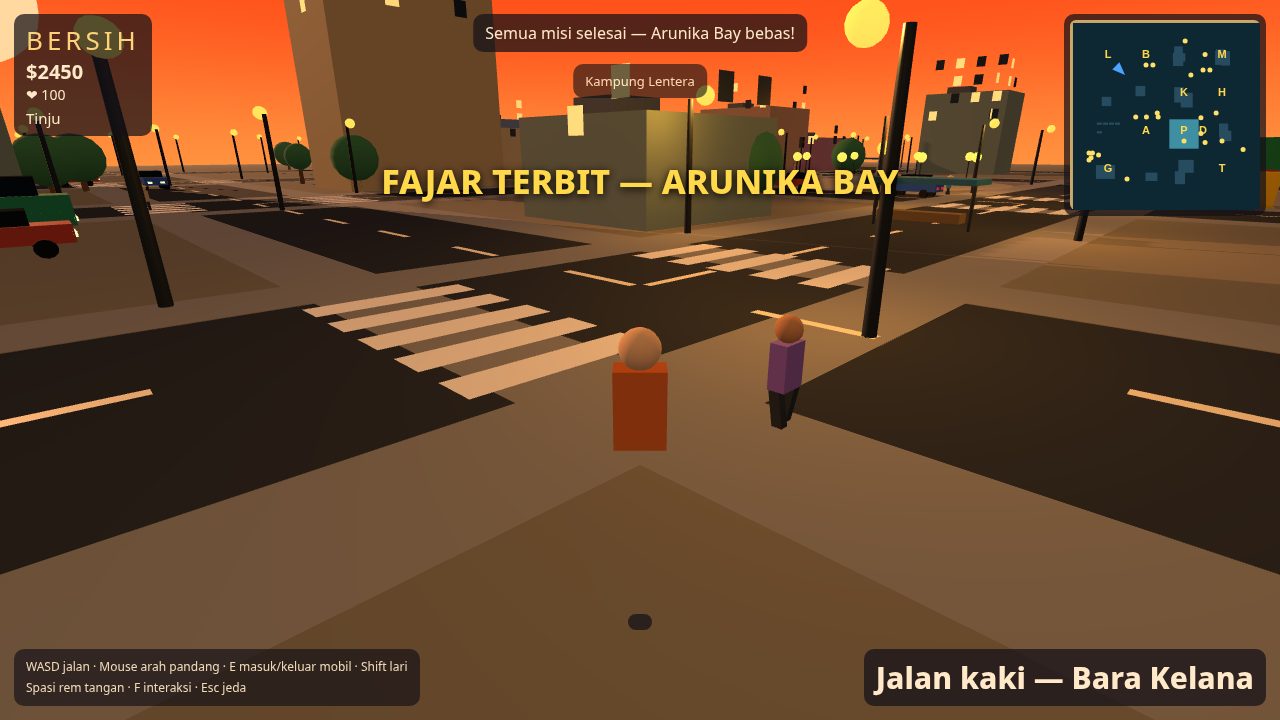 BERSIH
$2450
❤ 100
Tinju
Semua misi selesai — Arunika Bay bebas!
Kampung Lentera
FAJAR TERBIT — ARUNIKA BAY
L B M
K H
A P D
G T
WASD jalan · Mouse arah pandang · E masuk/keluar mobil · Shift lari
Spasi rem tangan · F interaksi · Esc jeda
Jalan kaki — Bara Kelana